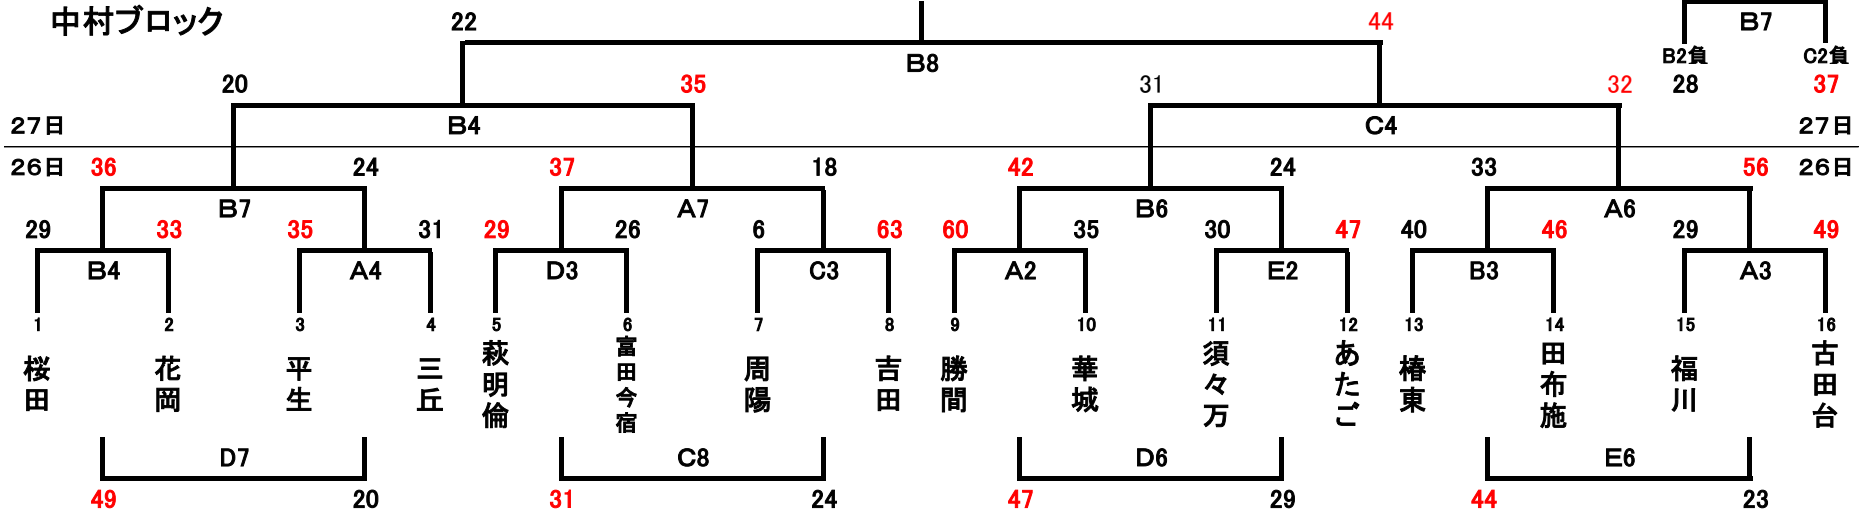 中村ブロック
22
44
B7
B8
B2負
C2負
20
35
31
32
28
37
27日
B4
C4
27日
26日
36
24
37
18
42
24
33
56
26日
B7
A7
B6
A6
29
33
35
31
29
26
6
63
60
35
30
47
40
46
29
49
B4
A4
D3
C3
A2
E2
B3
A3
1
2
3
4
5
6
7
8
9
10
11
12
13
14
15
16
桜田
花岡
平生
三丘
萩明倫
富田今宿
周陽
吉田
勝間
華城
須々万
あたご
椿東
田布施
福川
古田台
D7
C8
D6
E6
49
20
31
24
47
29
44
23